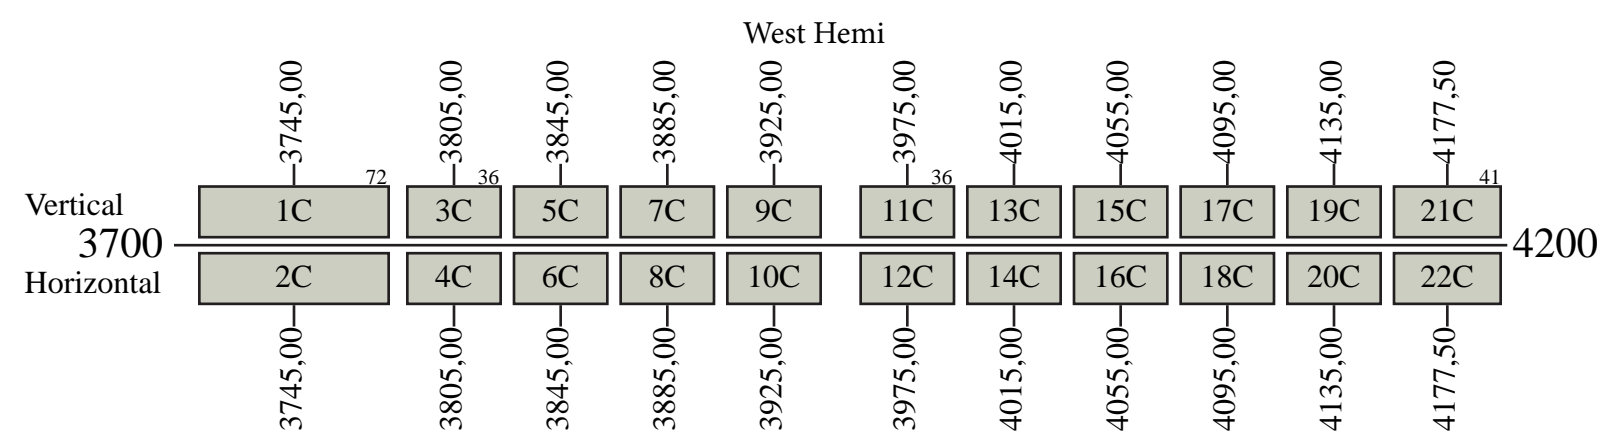 West Hemi
3745,00 3805,00 3845,00 3885,00 3925,00 3975,00 4015,00 4055,00 4095,00 4135,00 4177,50
72 36 36 41
Vertical 1C 3C 5C 7C 9C 11C 13C 15C 17C 19C 21C
3700 4200
Horizontal 2C 4C 6C 8C 10C 12C 14C 16C 18C 20C 22C
3745,00 3805,00 3845,00 3885,00 3925,00 3975,00 4015,00 4055,00 4095,00 4135,00 4177,50